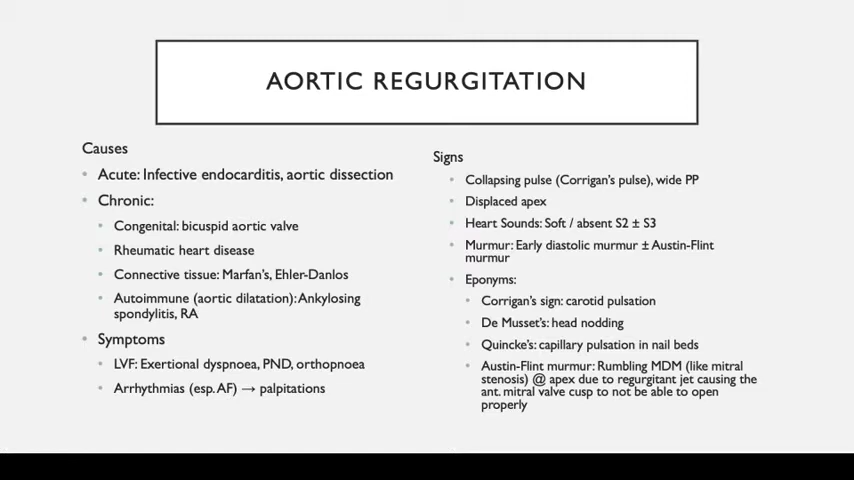 AORTIC REGURGITATION
Causes
• Acute: Infective endocarditis, aortic dissection
• Chronic:
• Congenital: bicuspid aortic valve
• Rheumatic heart disease
• Connective tissue: Marfan's, Ehler-Danlos
• Autoimmune (aortic dilatation): Ankylosing
spondylitis, RA
• Symptoms
• LVF: Exertional dyspnoea, PND, orthopnoea
• Arrhythmias (esp. AF) → palpitations
Signs
• Collapsing pulse (Corrigan's pulse), wide PP
• Displaced apex
• Heart Sounds: Soft / absent S2 ± S3
• Murmur: Early diastolic murmur ± Austin-Flint
murmur
• Eponyms:
• Corrigan's sign: carotid pulsation
• De Musset's: head nodding
• Quincke's: capillary pulsation in nail beds
• Austin-Flint murmur: Rumbling MDM (like mitral
stenosis) @ apex due to regurgitant jet causing the
ant. mitral valve cusp to not be able to open
properly